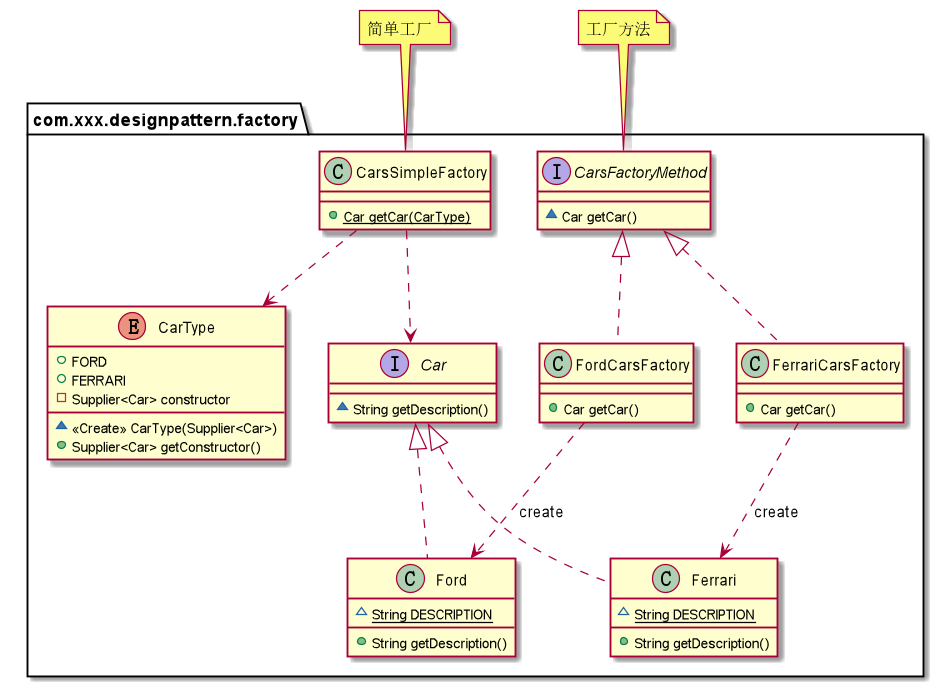 简单工厂
工厂方法
com.xxx.designpattern.factory
C CarsSimpleFactory
Car getCar(CarType)
I CarsFactoryMethod
Car getCar()
E CarType
FORD
FERRARI
Supplier<Car> constructor
«Create» CarType(Supplier<Car>)
Supplier<Car> getConstructor()
I Car
String getDescription()
C FordCarsFactory
Car getCar()
C FerrariCarsFactory
Car getCar()
create
create
C Ford
String DESCRIPTION
String getDescription()
C Ferrari
String DESCRIPTION
String getDescription()